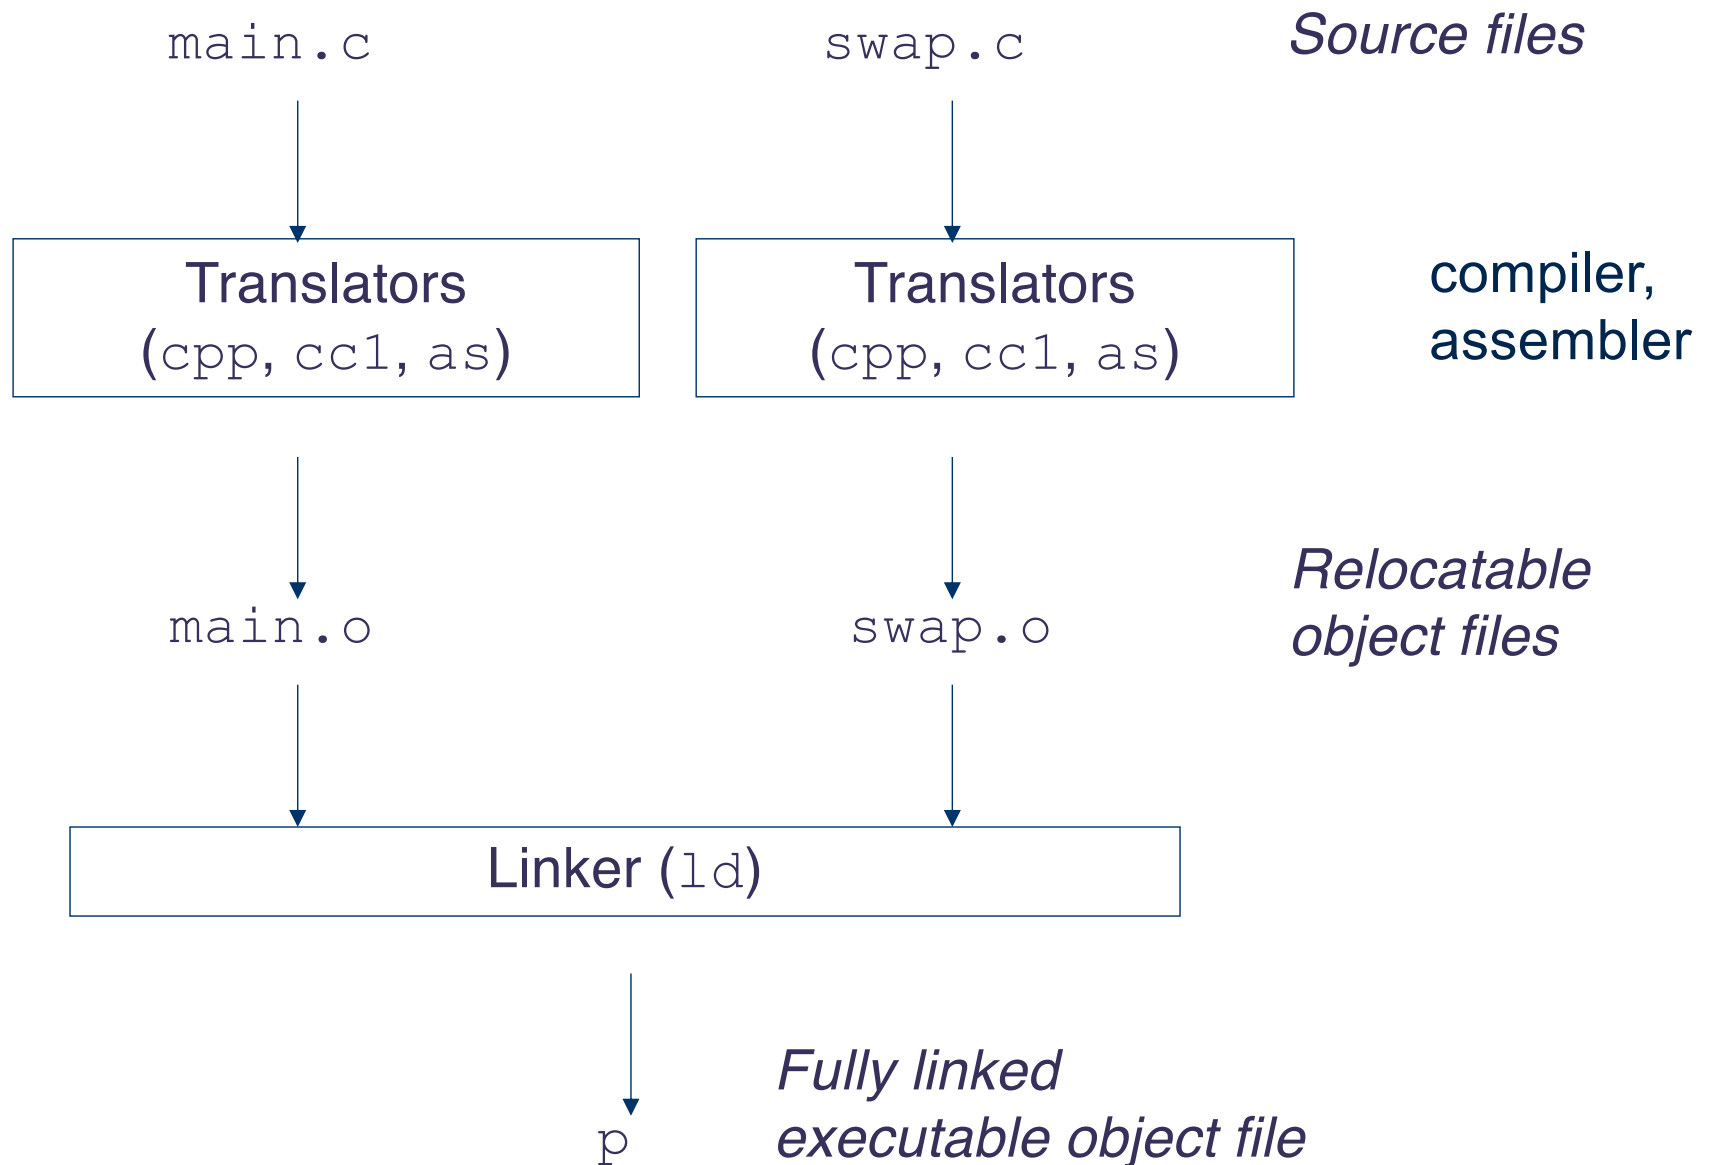 main.c
swap.c
Source files
Translators
(cpp, cc1, as)
Translators
(cpp, cc1, as)
compiler,
assembler
main.o
swap.o
Relocatable
object files
Linker (ld)
p
Fully linked
executable object file